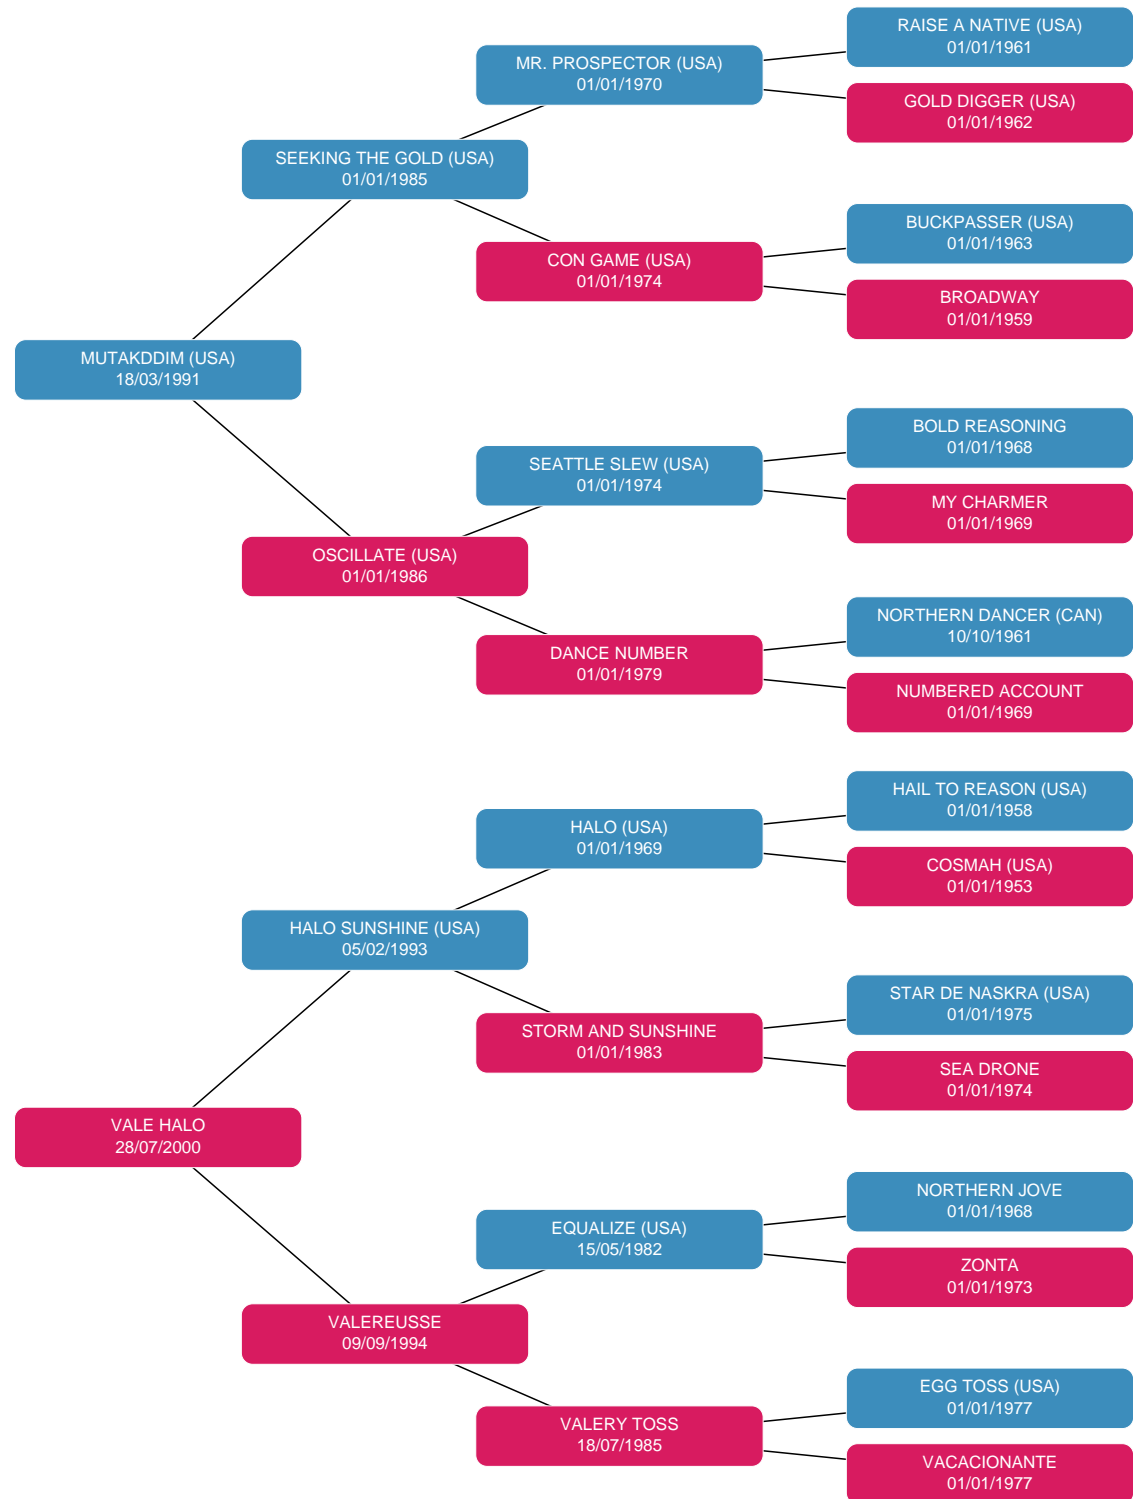 RAISE A NATIVE (USA)
01/01/1961
MR. PROSPECTOR (USA)
01/01/1970
GOLD DIGGER (USA)
01/01/1962
SEEKING THE GOLD (USA)
01/01/1985
BUCKPASSER (USA)
01/01/1963
CON GAME (USA)
01/01/1974
BROADWAY
01/01/1959
MUTAKDDIM (USA)
18/03/1991
BOLD REASONING
01/01/1968
SEATTLE SLEW (USA)
01/01/1974
MY CHARMER
01/01/1969
OSCILLATE (USA)
01/01/1986
NORTHERN DANCER (CAN)
10/10/1961
DANCE NUMBER
01/01/1979
NUMBERED ACCOUNT
01/01/1969
HAIL TO REASON (USA)
01/01/1958
HALO (USA)
01/01/1969
COSMAH (USA)
01/01/1953
HALO SUNSHINE (USA)
05/02/1993
STAR DE NASKRA (USA)
01/01/1975
STORM AND SUNSHINE
01/01/1983
SEA DRONE
01/01/1974
VALE HALO
28/07/2000
NORTHERN JOVE
01/01/1968
EQUALIZE (USA)
15/05/1982
ZONTA
01/01/1973
VALEREUSSE
09/09/1994
EGG TOSS (USA)
01/01/1977
VALERY TOSS
18/07/1985
VACACIONANTE
01/01/1977